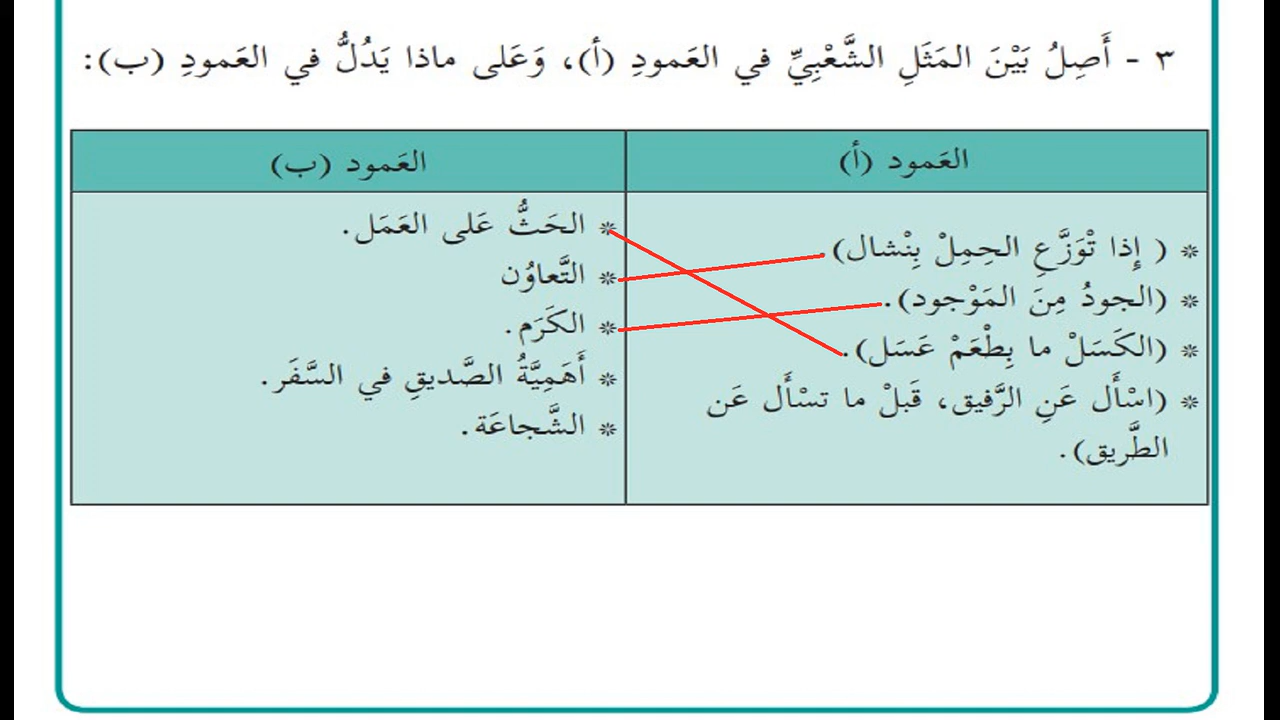 ٣ - أَصِلُ بَيْنَ المَثَلِ الشَّعْبِيِّ في العَمودِ (أ)، وَعَلى ماذا يَدُلُّ في العَمودِ (ب):
العَمود (أ)
* ( إِذا تْوَزَّعِ الحِمِلْ بِنْشال)
* (الجودُ مِنَ المَوْجود).
* (الكَسَلْ ما بِطْعَمْ عَسَل).
* (اسْأَل عَنِ الرَّفيق، قَبلْ ما تسْأَل عَن
الطَّريق).
العَمود (ب)
* الحَثُّ عَلى العَمَل.
* التَّعاوُن
* الكَرَم.
* أَهَمِيَّةُ الصَّديقِ في السَّفَر.
* الشَّجاعَة.